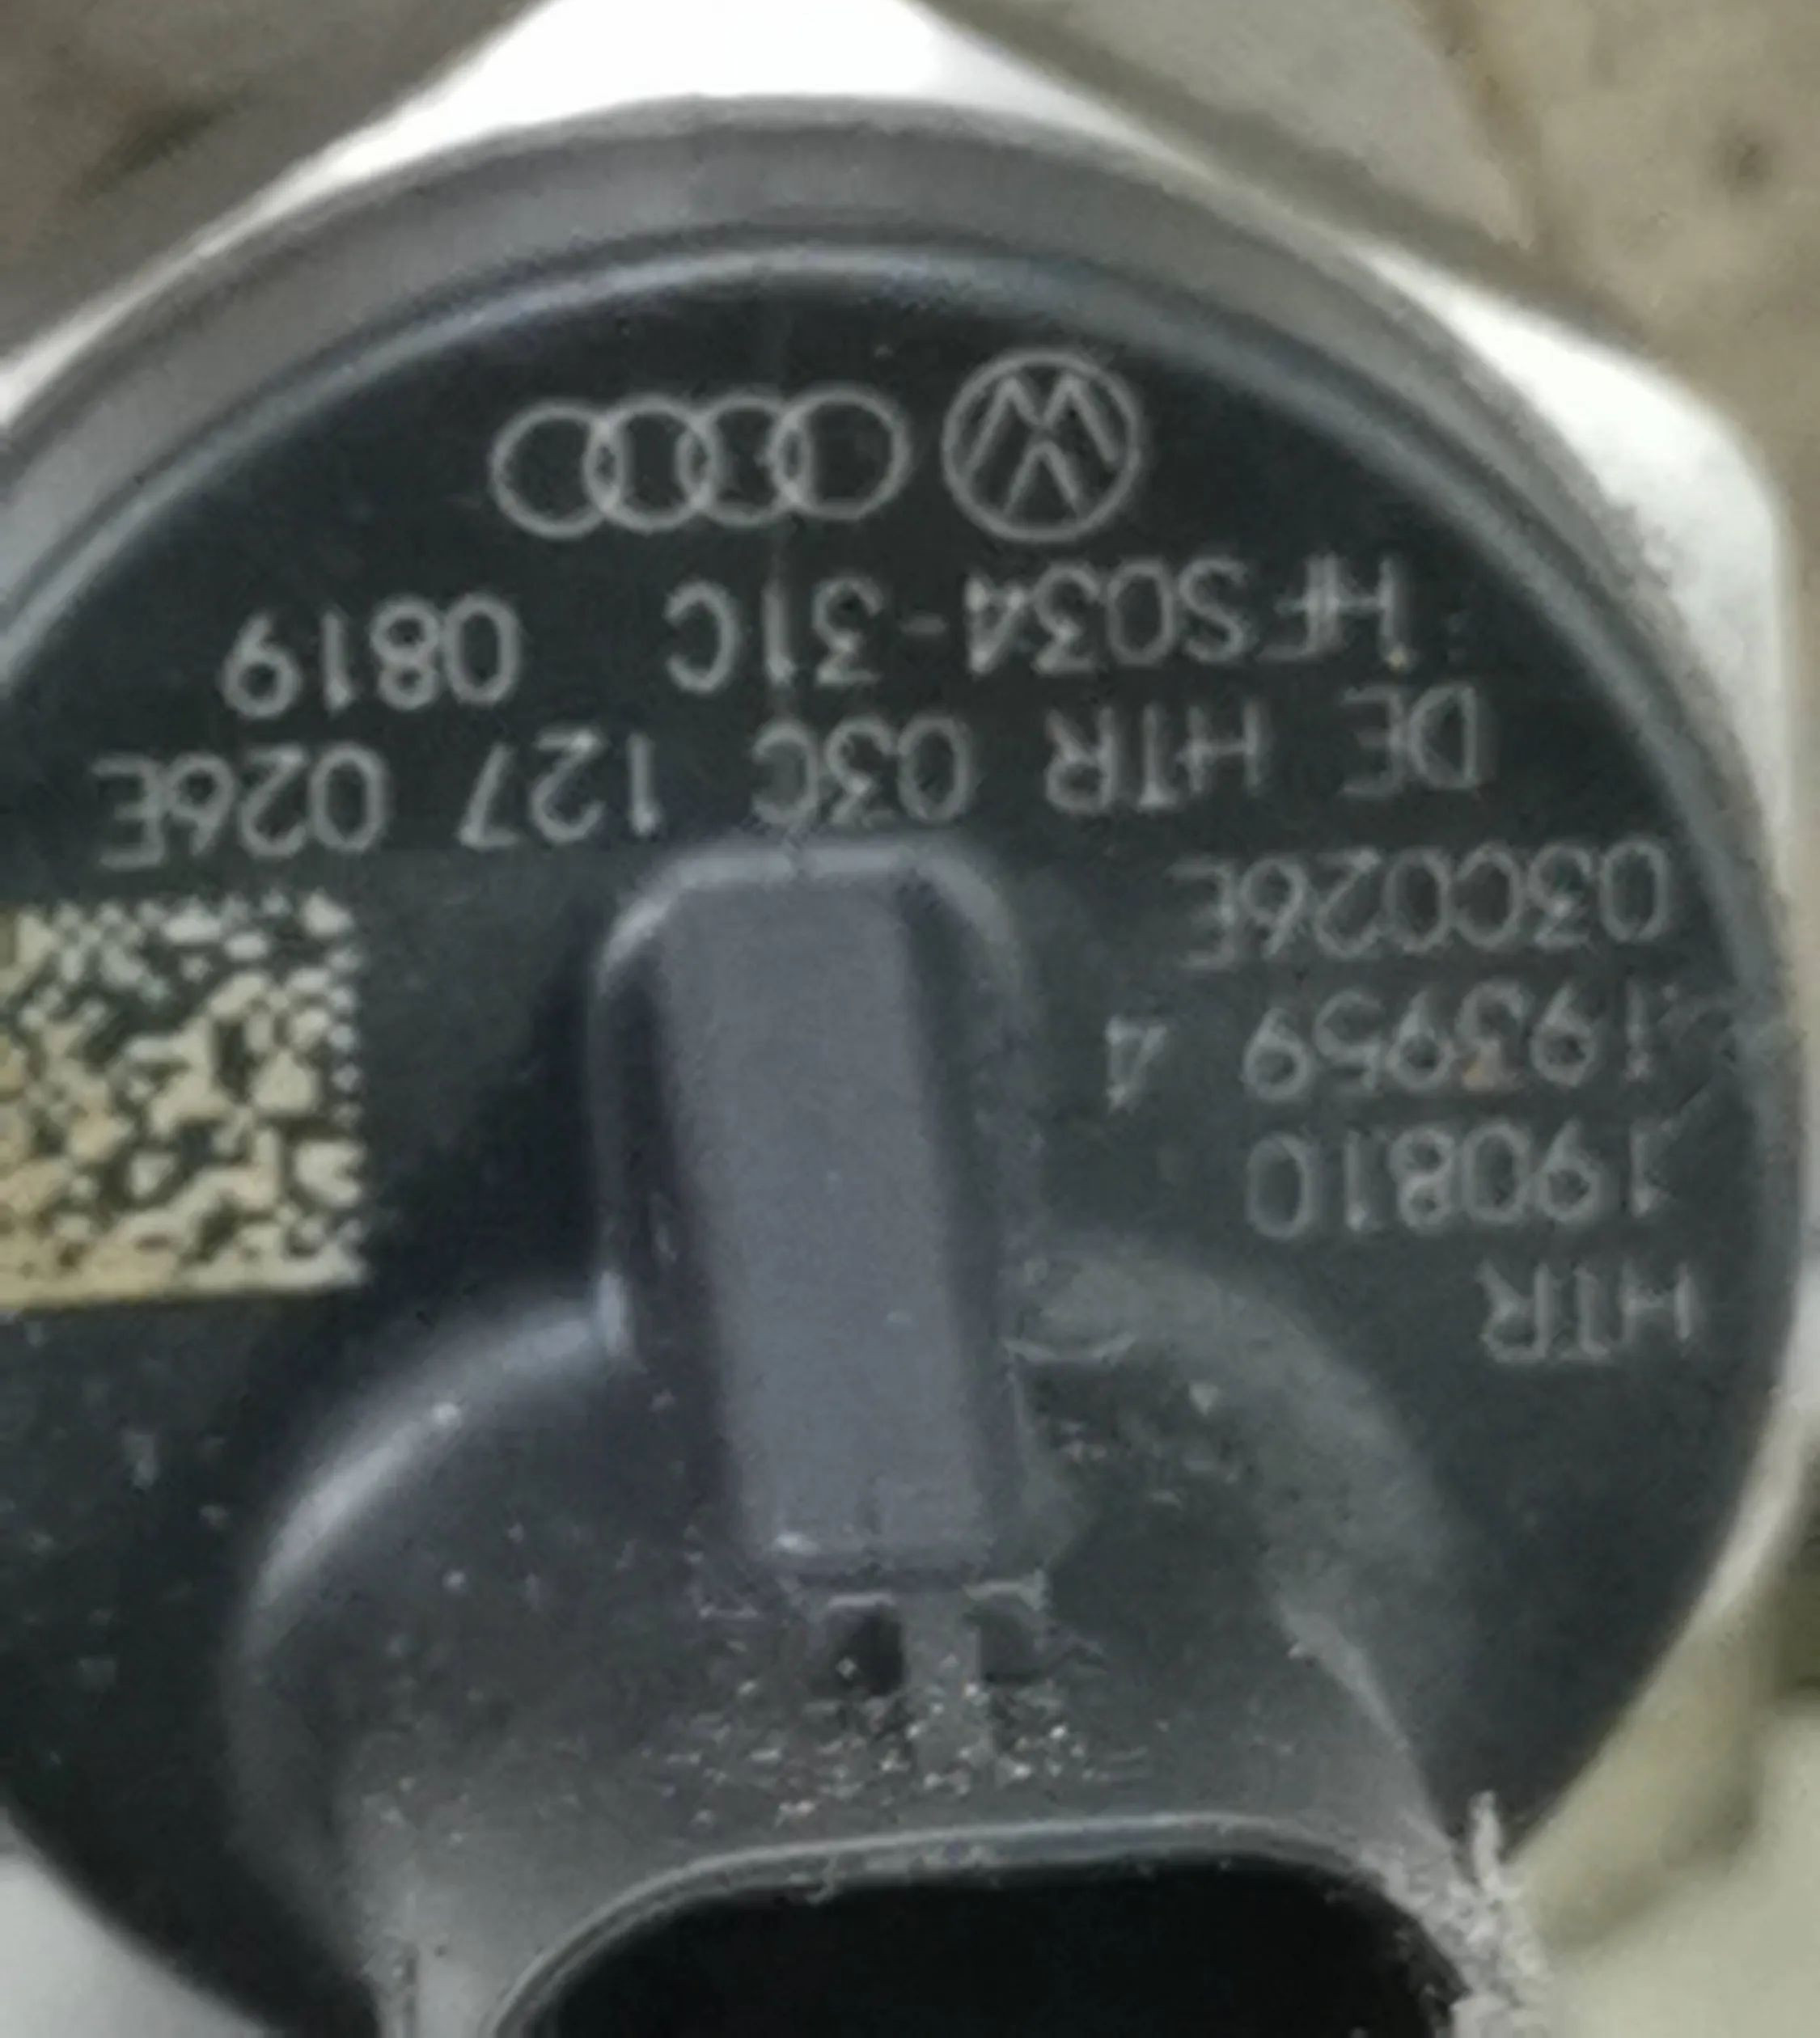 HTR
190810
193959 4
03C026E
DE HTR 03C 127 026E
HFS034-31C 0819